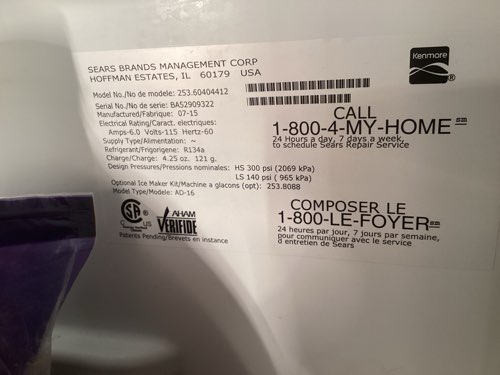 SEARS BRANDS MANAGEMENT CORP
HOFFMAN ESTATES, IL 60179 USA
Model No./No de modele: 253.60404412
Serial No./No de série: BA52909322
Manufactured/Fabrique: 07-15
Electrical Rating/Caract. electriques:
Amps-6.0 Volts-115 Hertz-60
Supply Type/Alimentation: ~
Refrigerant/Frigorigene: R134a
Charge/Charge: 4.25 oz. 121 g.
Design Pressures/Pressions nominales: HS 300 psi (2069 kPa)
LS 140 psi ( 965 kPa)
Optional Ice Maker Kit/Machine a glacons (opt): 253.8088
Model Type/Modele: AD-16
Kenmore
®
CALL
1-800-4-MY-HOME℠
24 Hours a day, 7 days a week,
to schedule Sears Repair Service
COMPOSER LE
1-800-LE-FOYER℠
24 heures par jour, 7 jours par semaine,
pour communiquer avec le service
d entretien de Sears
C US
AHAM
VERIFIDE
Patents Pending/Brevets en instance